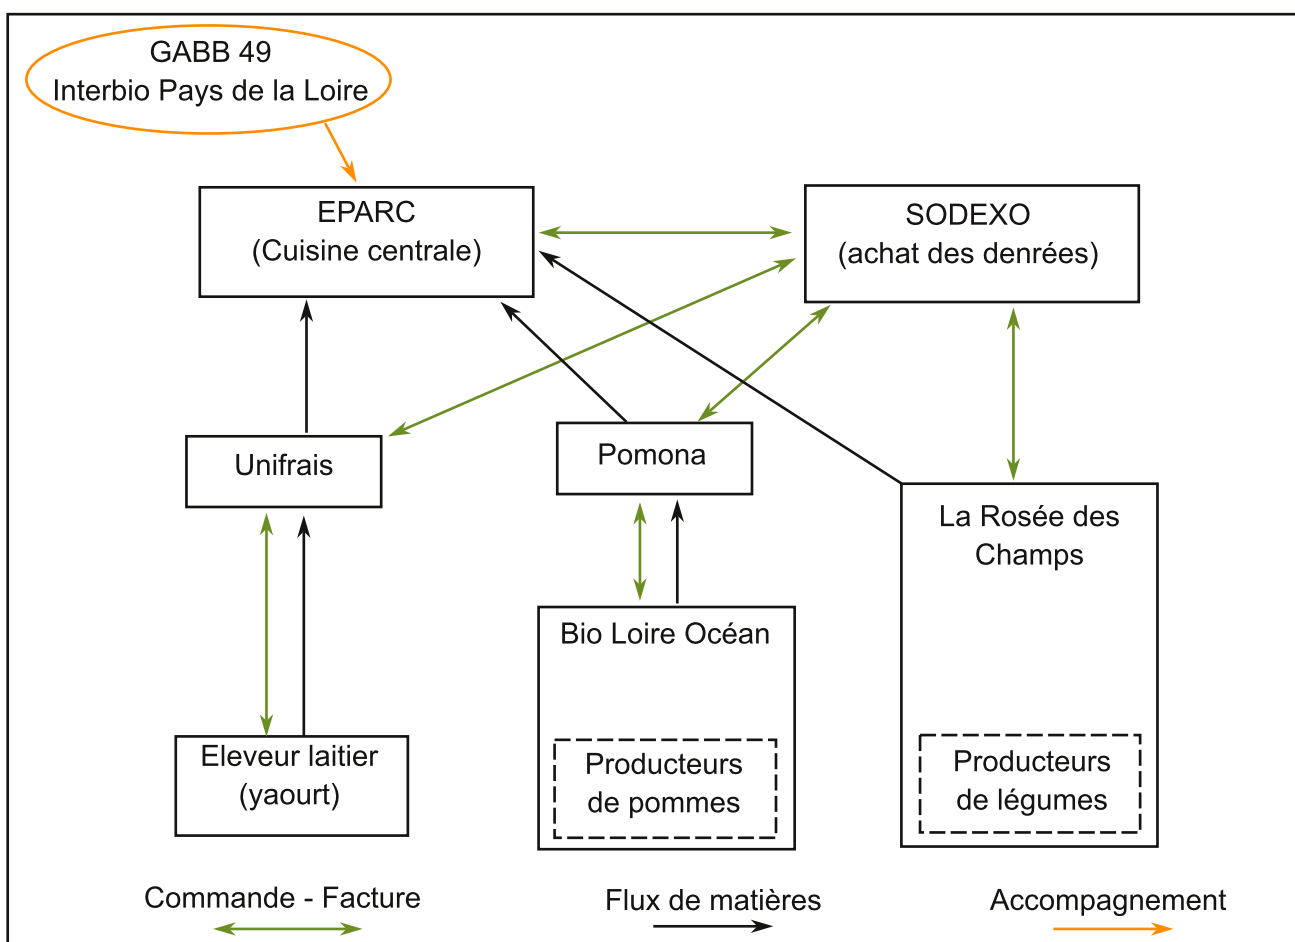 GABB 49
Interbio Pays de la Loire
EPARC
(Cuisine centrale)
SODEXO
(achat des denrées)
Unifrais
Pomona
La Rosée des
Champs
Bio Loire Océan
Eleveur laitier
(yaourt)
Producteurs
de pommes
Producteurs
de légumes
Commande - Facture
Flux de matières
Accompagnement